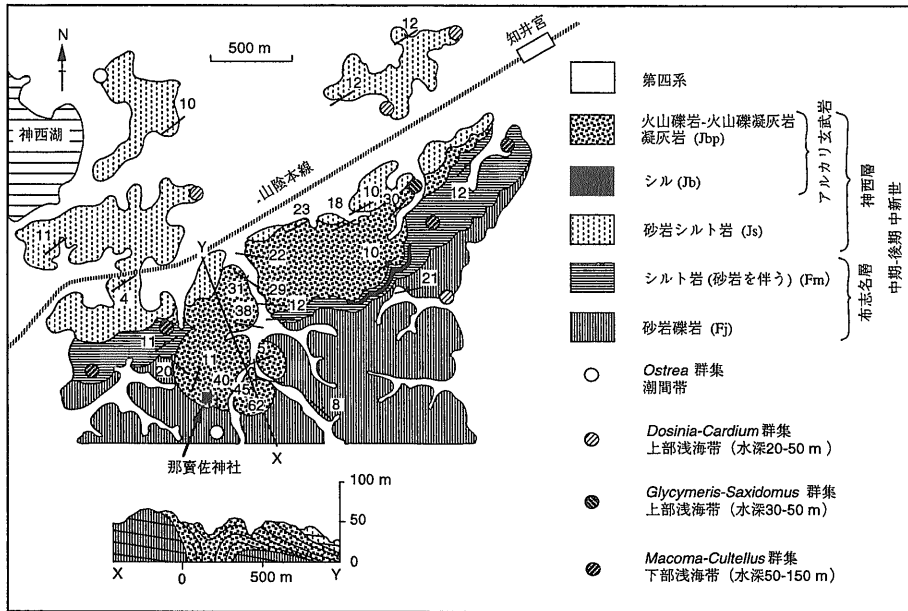 N
500 m
神西湖
知井宮
山陰本線
12
12
10
11
4
23
18
10
30
12
22
10
Y
31
29
38
12
21
11
20
11
40
45
62
8
X
那賣佐神社
100 m
50
0
X
0
500 m
Y
第四系
火山礫岩-火山礫凝灰岩
凝灰岩 (Jbp)
シル (Jb)
アルカリ玄武岩
砂岩シルト岩 (Js)
神西層
シルト岩 (砂岩を伴う) (Fm)
砂岩礫岩 (Fj)
布志名層
中期-後期 中新世
Ostrea 群集
潮間帯
Dosinia-Cardium 群集
上部浅海帯（水深20-50 m）
Glycymeris-Saxidomus 群集
上部浅海帯（水深30-50 m）
Macoma-Cultellus 群集
下部浅海帯（水深50-150 m）